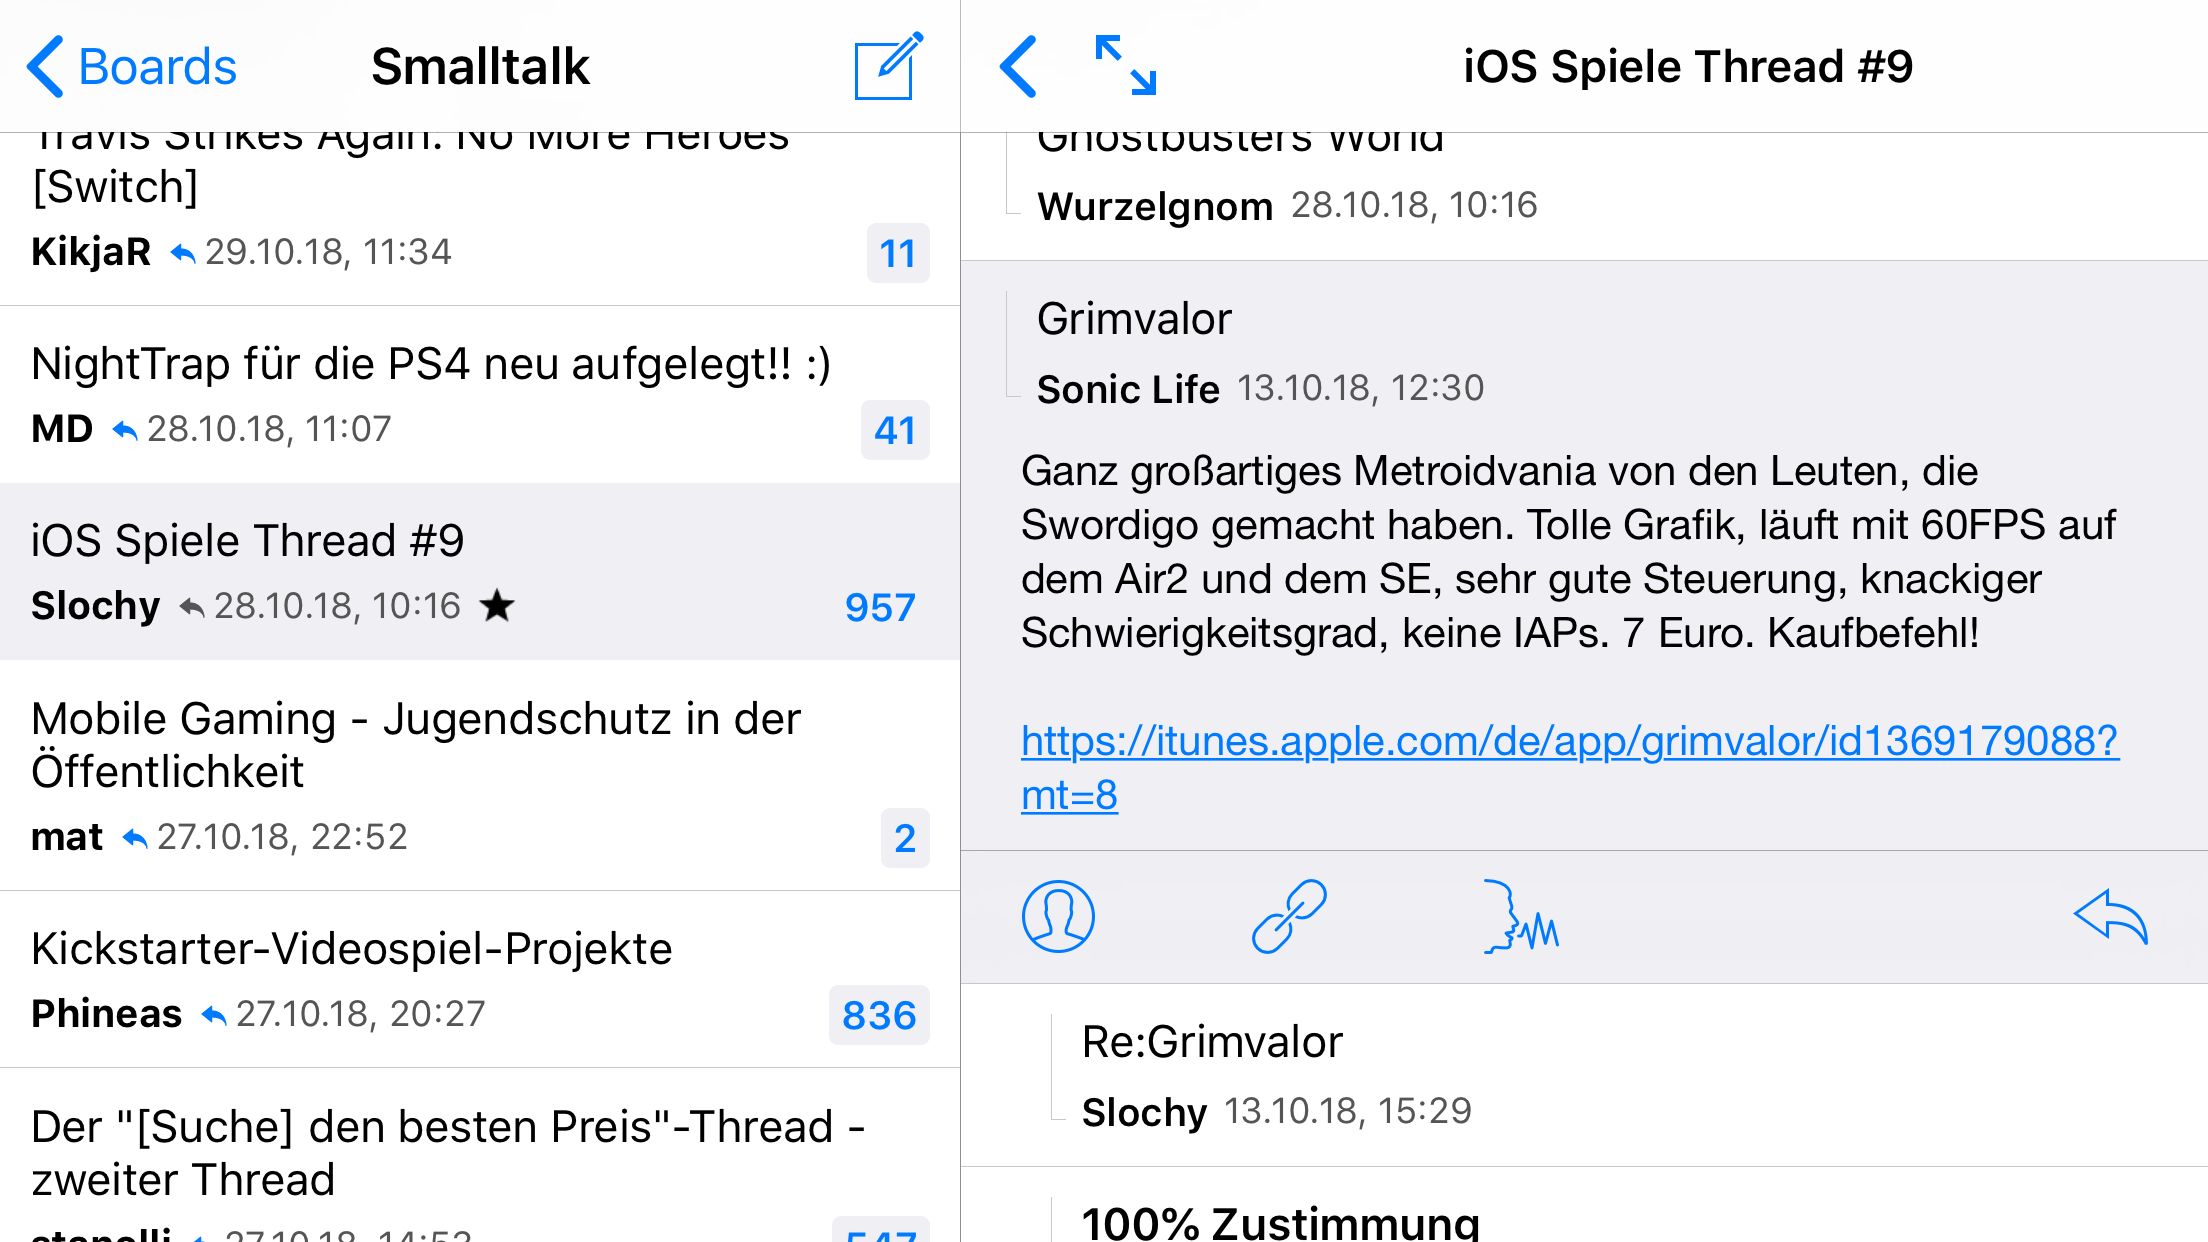 Boards
Smalltalk
Travis Strikes Again: No More Heroes
[Switch]
KikjaR 29.10.18, 11:34
11
NightTrap für die PS4 neu aufgelegt!! :)
MD 28.10.18, 11:07
41
iOS Spiele Thread #9
Slochy 28.10.18, 10:16
957
Mobile Gaming - Jugendschutz in der
Öffentlichkeit
mat 27.10.18, 22:52
2
Kickstarter-Videospiel-Projekte
Phineas 27.10.18, 20:27
836
Der "[Suche] den besten Preis"-Thread -
zweiter Thread
27.10.18, 14:53
547
iOS Spiele Thread #9
Ghostbusters World
Wurzelgnom 28.10.18, 10:16
Grimvalor
Sonic Life 13.10.18, 12:30
Ganz großartiges Metroidvania von den Leuten, die
Swordigo gemacht haben. Tolle Grafik, läuft mit 60FPS auf
dem Air2 und dem SE, sehr gute Steuerung, knackiger
Schwierigkeitsgrad, keine IAPs. 7 Euro. Kaufbefehl!
https://itunes.apple.com/de/app/grimvalor/id1369179088?
mt=8
Re:Grimvalor
Slochy 13.10.18, 15:29
100% Zustimmung